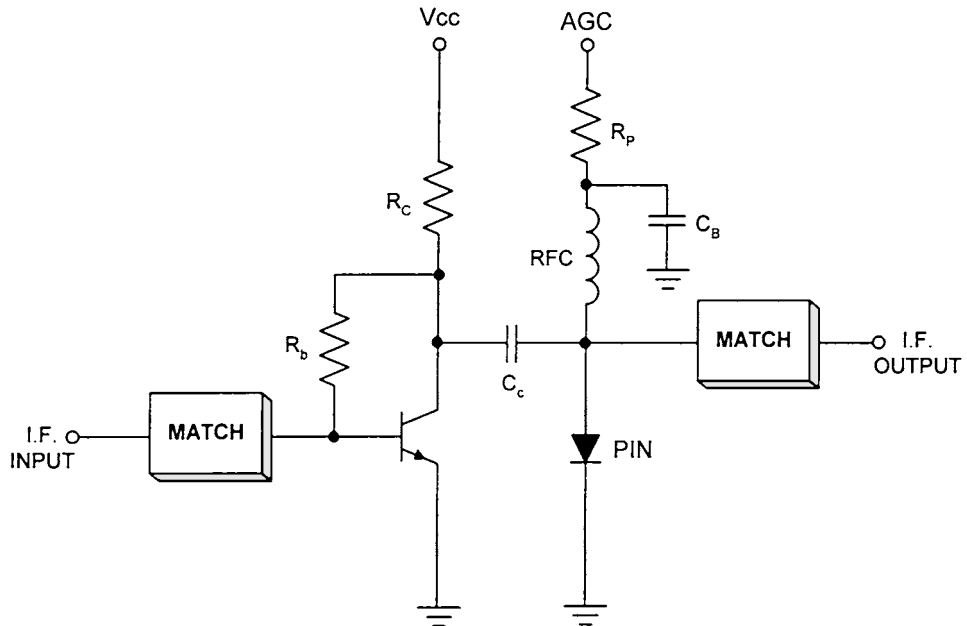 Vcc
AGC
R_P
R_C
C_B
RFC
R_b
C_c
MATCH
I.F.
OUTPUT
MATCH
I.F.
INPUT
PIN